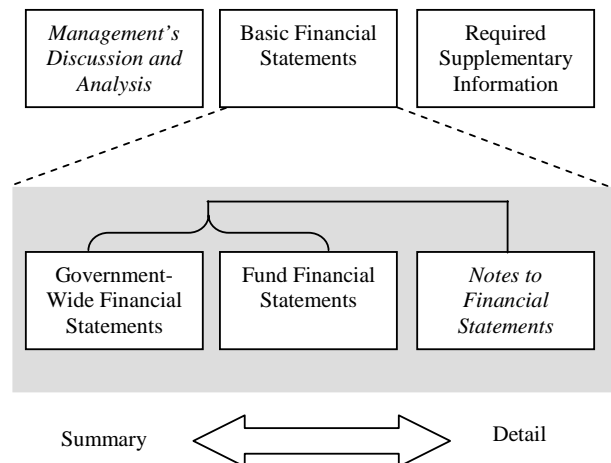 Management's
Discussion and
Analysis
Basic Financial
Statements
Required
Supplementary
Information
Government-
Wide Financial
Statements
Fund Financial
Statements
Notes to
Financial
Statements
Summary
Detail